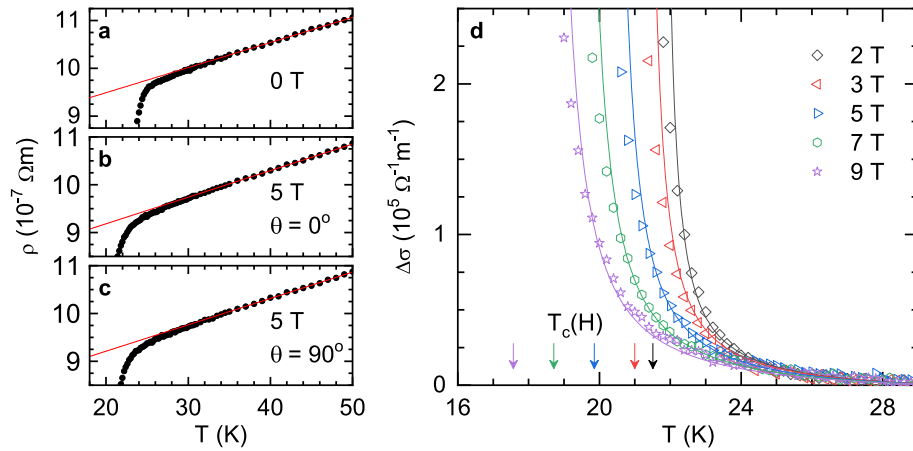 a
11
10
9
0 T
b
11
10
9
5 T
θ = 0°
c
11
10
9
5 T
θ = 90°
ρ (10⁻⁷ Ωm)
20 30 40 50
T (K)
d
2
1
0
Δσ (10⁵ Ω⁻¹m⁻¹)
2 T
3 T
5 T
7 T
9 T
T_c(H)
16 20 24 28
T (K)